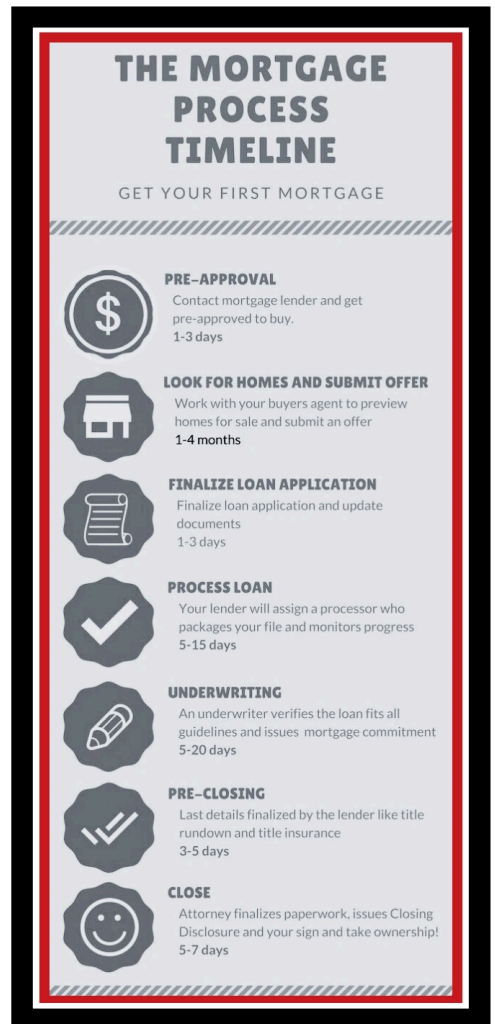 THE MORTGAGE
PROCESS
TIMELINE
GET YOUR FIRST MORTGAGE
$
PRE-APPROVAL
Contact mortgage lender and get
pre-approved to buy.
1-3 days
LOOK FOR HOMES AND SUBMIT OFFER
Work with your buyers agent to preview
homes for sale and submit an offer
1-4 months
FINALIZE LOAN APPLICATION
Finalize loan application and update
documents
1-3 days
PROCESS LOAN
Your lender will assign a processor who
packages your file and monitors progress
5-15 days
UNDERWRITING
An underwriter verifies the loan fits all
guidelines and issues mortgage commitment
5-20 days
PRE-CLOSING
Last details finalized by the lender like title
rundown and title insurance
3-5 days
CLOSE
Attorney finalizes paperwork, issues Closing
Disclosure and your sign and take ownership!
5-7 days